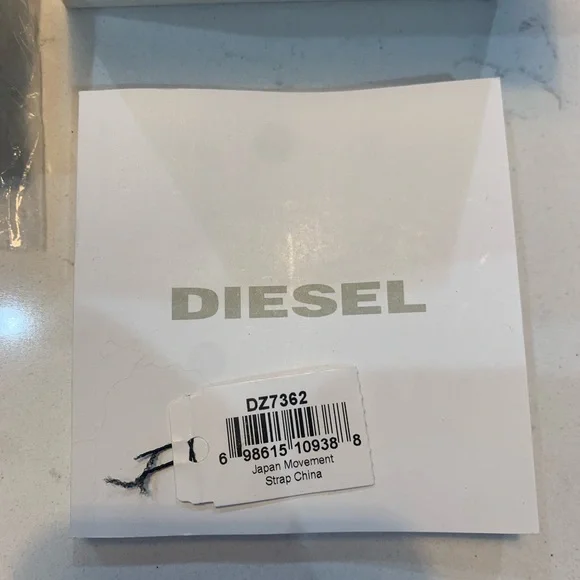 DIESEL
DZ7362
6 98615 10938 8
Japan Movement
Strap China